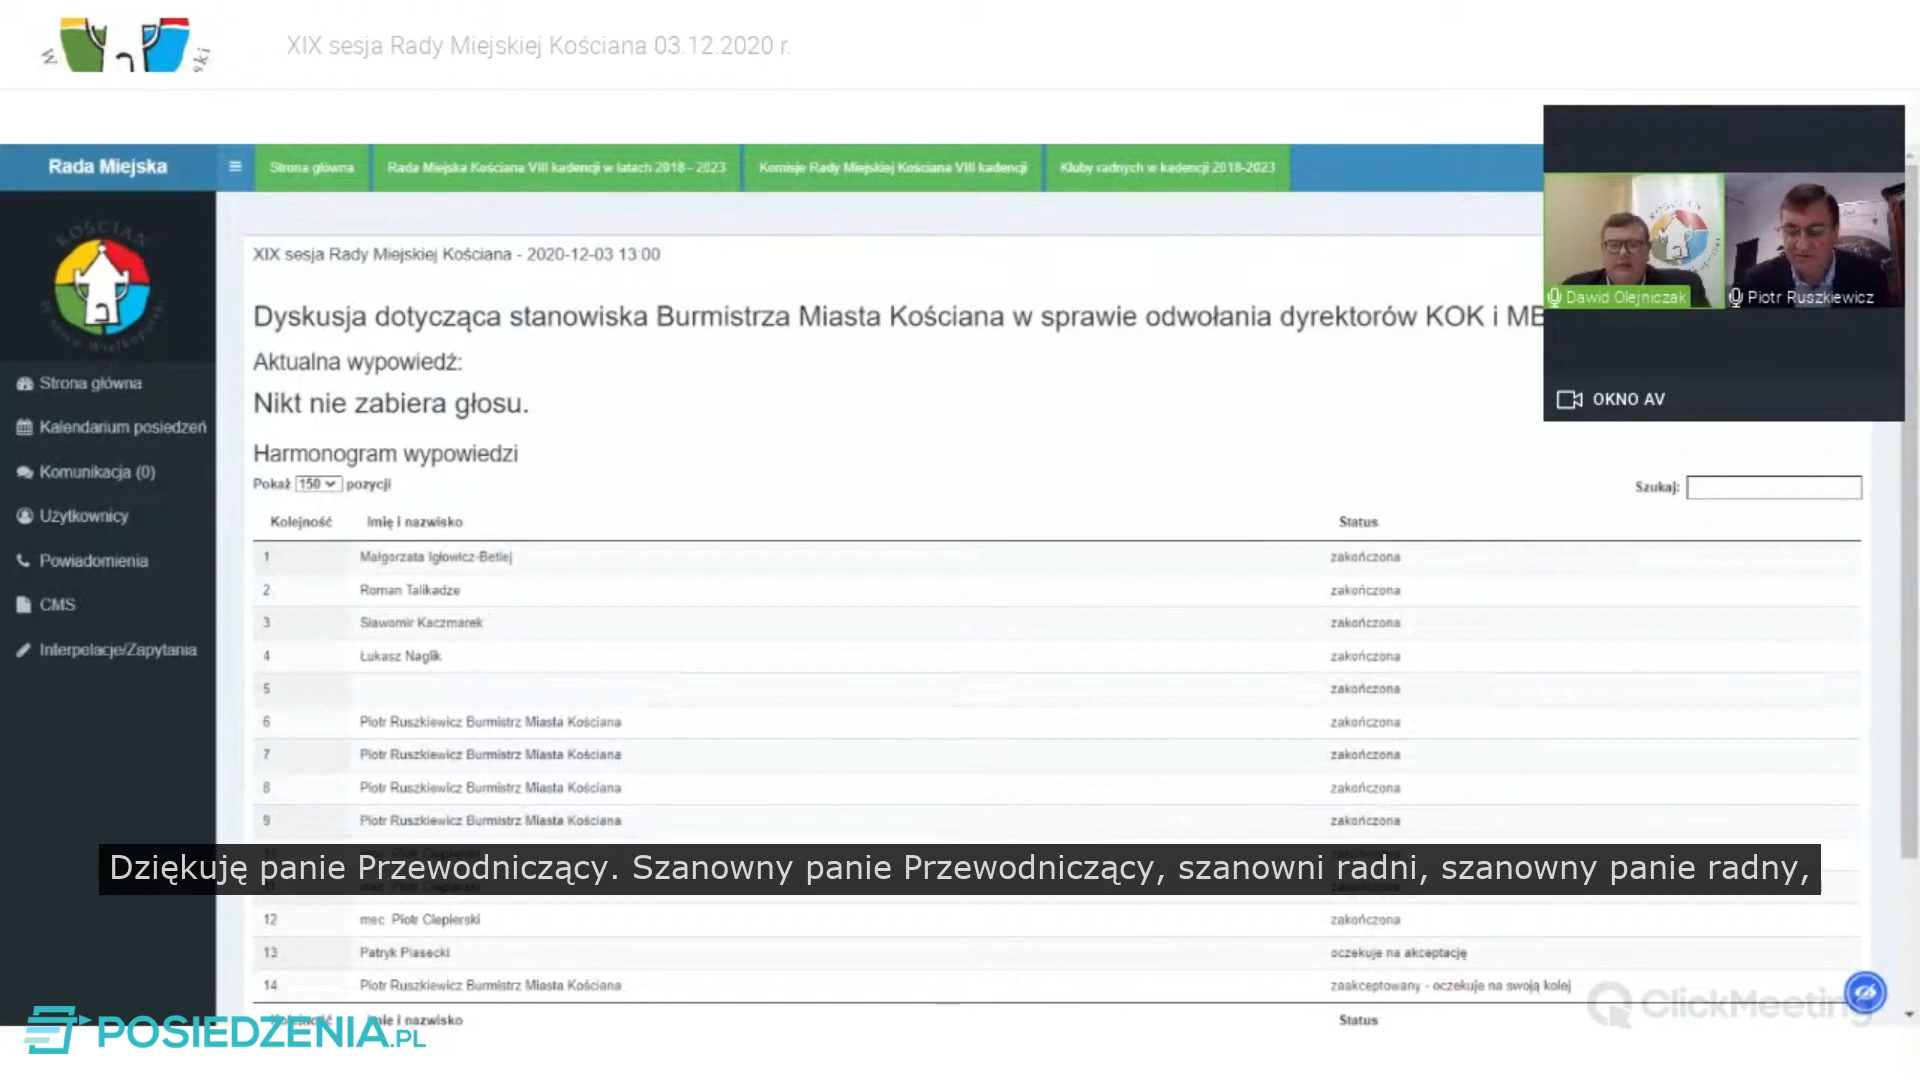 XIX sesja Rady Miejskiej Kościana 03.12.2020 r.
Rada Miejska
Strona główna
Rada Miejska Kościana VIII kadencji w latach 2018 - 2023
Komisje Rady Miejskiej Kościana VIII kadencji
Kluby radnych w kadencji 2018-2023
KOŚCIAN
Strona główna
Kalendarium posiedzeń
Komunikacja (0)
Użytkownicy
Powiadomienia
CMS
Interpelacje/Zapytania
XIX sesja Rady Miejskiej Kościana - 2020-12-03 13:00
Dyskusja dotycząca stanowiska Burmistrza Miasta Kościana w sprawie odwołania dyrektorów KOK i
Aktualna wypowiedź:
Nikt nie zabiera głosu.
Harmonogram wypowiedzi
Pokaż 150 pozycji
Szukaj:
Dawid Olejniczak
Piotr Ruszkiewicz
OKNO AV
Kolejność Imię i nazwisko Status
1 Małgorzata Igłowicz-Betlej zakończona
2 Roman Talikadze zakończona
3 Sławomir Kaczmarek zakończona
4 Łukasz Naglik zakończona
5 zakończona
6 Piotr Ruszkiewicz Burmistrz Miasta Kościana zakończona
7 Piotr Ruszkiewicz Burmistrz Miasta Kościana zakończona
8 Piotr Ruszkiewicz Burmistrz Miasta Kościana zakończona
9 Piotr Ruszkiewicz Burmistrz Miasta Kościana zakończona
Dziękuję panie Przewodniczący. Szanowny panie Przewodniczący, szanowni radni, szanowny panie radny,
12 mec. Piotr Ciepierski zakończona
13 Patryk Piasecki oczekuje na akceptację
14 Piotr Ruszkiewicz Burmistrz Miasta Kościana zaakceptowany - oczekuje na swoją kolej
Kolejność Imię i nazwisko Status
ClickMeeting
POSIEDZENIA.PL